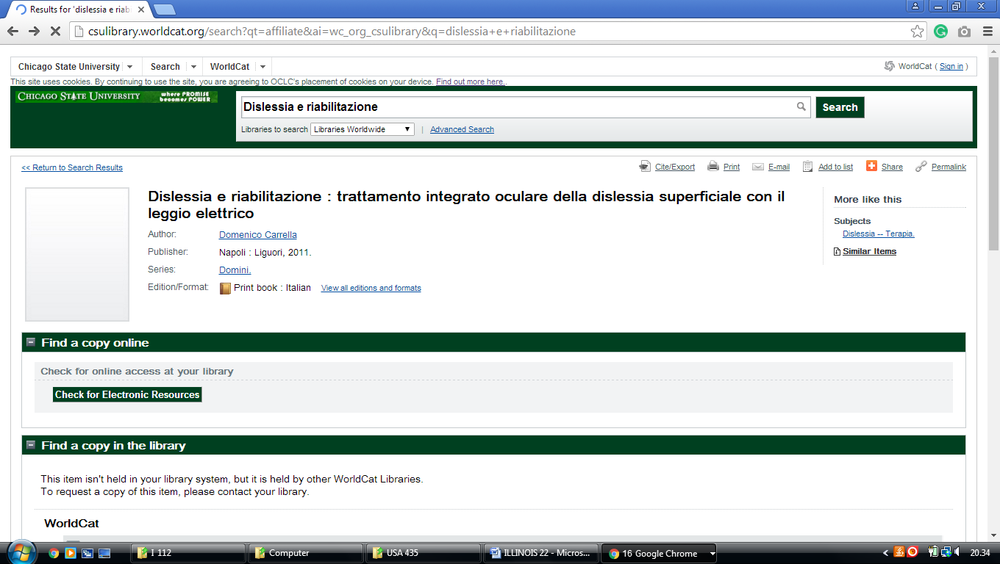 Results for 'dislessia e riab
csulibrary.worldcat.org/search?qt=affiliate&ai=wc_org_csulibrary&q=dislessia+e+riabilitazione
Chicago State University Search WorldCat WorldCat ( Sign in )
This site uses cookies. By continuing to use the site, you are agreeing to OCLC's placement of cookies on your device. Find out more here..
CHICAGO STATE UNIVERSITY where PROMISE becomes POWER
Dislessia e riabilitazione Search
Libraries to search Libraries Worldwide | Advanced Search
<< Return to Search Results Cite/Export Print E-mail Add to list Share Permalink
Dislessia e riabilitazione : trattamento integrato oculare della dislessia superficiale con il
leggio elettrico
Author: Domenico Carrella
Publisher: Napoli : Liguori, 2011.
Series: Domini.
Edition/Format: Print book : Italian View all editions and formats
More like this
Subjects
Dislessia -- Terapia.
Similar Items
Find a copy online
Check for online access at your library
Check for Electronic Resources
Find a copy in the library
This item isn't held in your library system, but it is held by other WorldCat Libraries.
To request a copy of this item, please contact your library.
WorldCat
I 112 Computer USA 435 ILLINOIS 22 - Micros... 16 Google Chrome 20.34